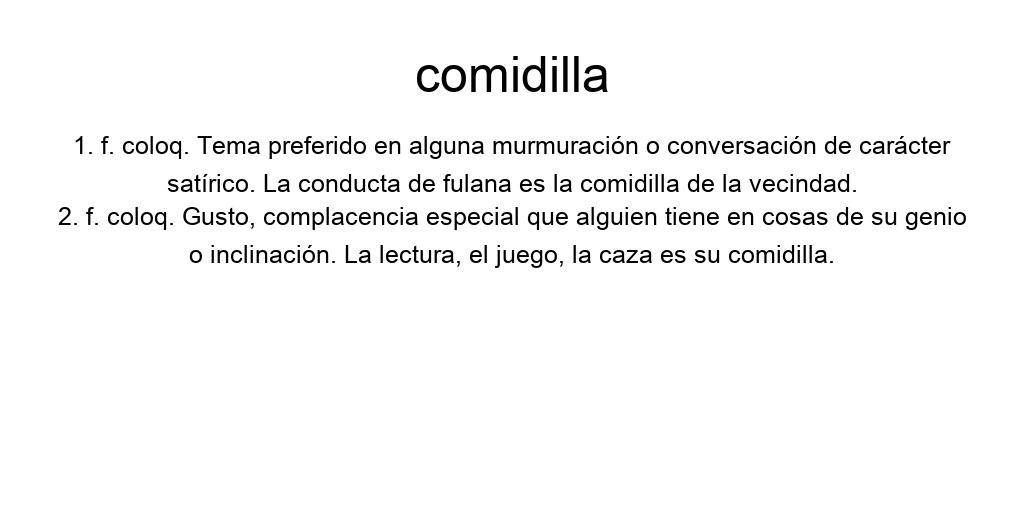 comidilla
1. f. coloq. Tema preferido en alguna murmuración o conversación de carácter
satírico. La conducta de fulana es la comidilla de la vecindad.
2. f. coloq. Gusto, complacencia especial que alguien tiene en cosas de su genio
o inclinación. La lectura, el juego, la caza es su comidilla.